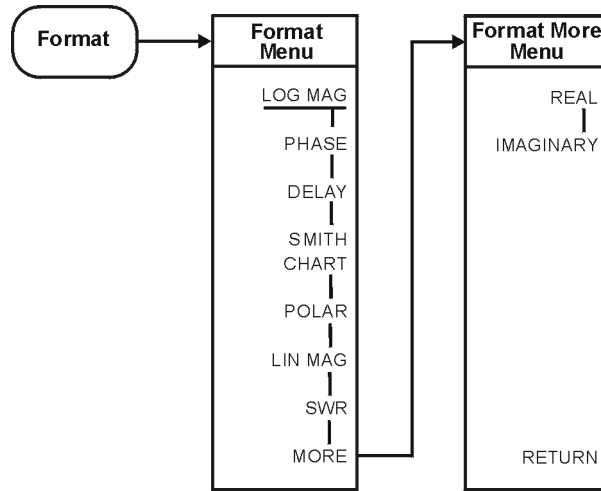 Format
Format
Menu
LOG MAG
PHASE
DELAY
SMITH
CHART
POLAR
LIN MAG
SWR
MORE
Format More
Menu
REAL
IMAGINARY
RETURN